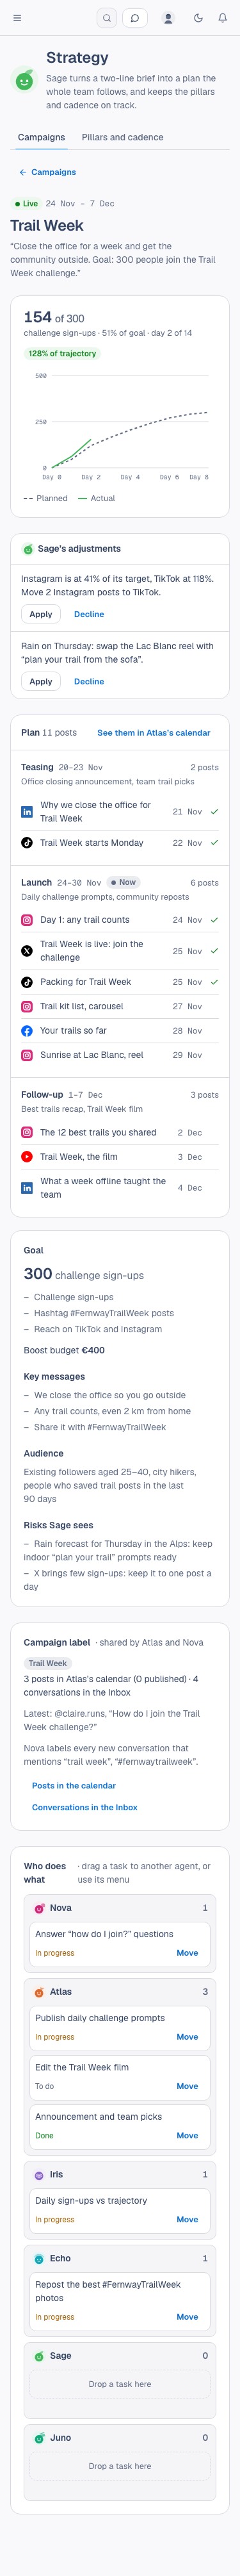 Strategy
Sage turns a two-line brief into a plan the
whole team follows, and keeps the pillars
and cadence on track.
Campaigns
Pillars and cadence
← Campaigns
Live 24 Nov – 7 Dec
Trail Week
“Close the office for a week and get the
community outside. Goal: 300 people join the Trail
Week challenge.”
154 of 300
challenge sign-ups · 51% of goal · day 2 of 14
128% of trajectory
500
250
0
Day 0 Day 2 Day 4 Day 6 Day 8
Planned Actual
Sage’s adjustments
Instagram is at 41% of its target, TikTok at 118%.
Move 2 Instagram posts to TikTok.
Apply Decline
Rain on Thursday: swap the Lac Blanc reel with
“plan your trail from the sofa”.
Apply Decline
Plan 11 posts See them in Atlas’s calendar
Teasing 20–23 Nov 2 posts
Office closing announcement, team trail picks
Why we close the office for
Trail Week
21 Nov
Trail Week starts Monday 22 Nov
Launch 24–30 Nov Now 6 posts
Daily challenge prompts, community reposts
Day 1: any trail counts 24 Nov
Trail Week is live: join the
challenge
25 Nov
Packing for Trail Week 25 Nov
Trail kit list, carousel 27 Nov
Your trails so far 28 Nov
Sunrise at Lac Blanc, reel 29 Nov
Follow-up 1–7 Dec 3 posts
Best trails recap, Trail Week film
The 12 best trails you shared 2 Dec
Trail Week, the film 3 Dec
What a week offline taught the
team
4 Dec
Goal
300 challenge sign-ups
– Challenge sign-ups
– Hashtag #FernwayTrailWeek posts
– Reach on TikTok and Instagram
Boost budget €400
Key messages
– We close the office so you go outside
– Any trail counts, even 2 km from home
– Share it with #FernwayTrailWeek
Audience
Existing followers aged 25–40, city hikers,
people who saved trail posts in the last
90 days
Risks Sage sees
– Rain forecast for Thursday in the Alps: keep
indoor “plan your trail” prompts ready
– X brings few sign-ups: keep it to one post a
day
Campaign label · shared by Atlas and Nova
Trail Week
3 posts in Atlas’s calendar (0 published) · 4
conversations in the Inbox
Latest: @claire.runs, “How do I join the Trail
Week challenge?”
Nova labels every new conversation that
mentions “trail week”, “#fernwaytrailweek”.
Posts in the calendar
Conversations in the Inbox
Who does
what
· drag a task to another agent, or
use its menu
Nova 1
Answer “how do I join?” questions
In progress Move
Atlas 3
Publish daily challenge prompts
In progress Move
Edit the Trail Week film
To do Move
Announcement and team picks
Done Move
Iris 1
Daily sign-ups vs trajectory
In progress Move
Echo 1
Repost the best #FernwayTrailWeek
photos
In progress Move
Sage 0
Drop a task here
Juno 0
Drop a task here